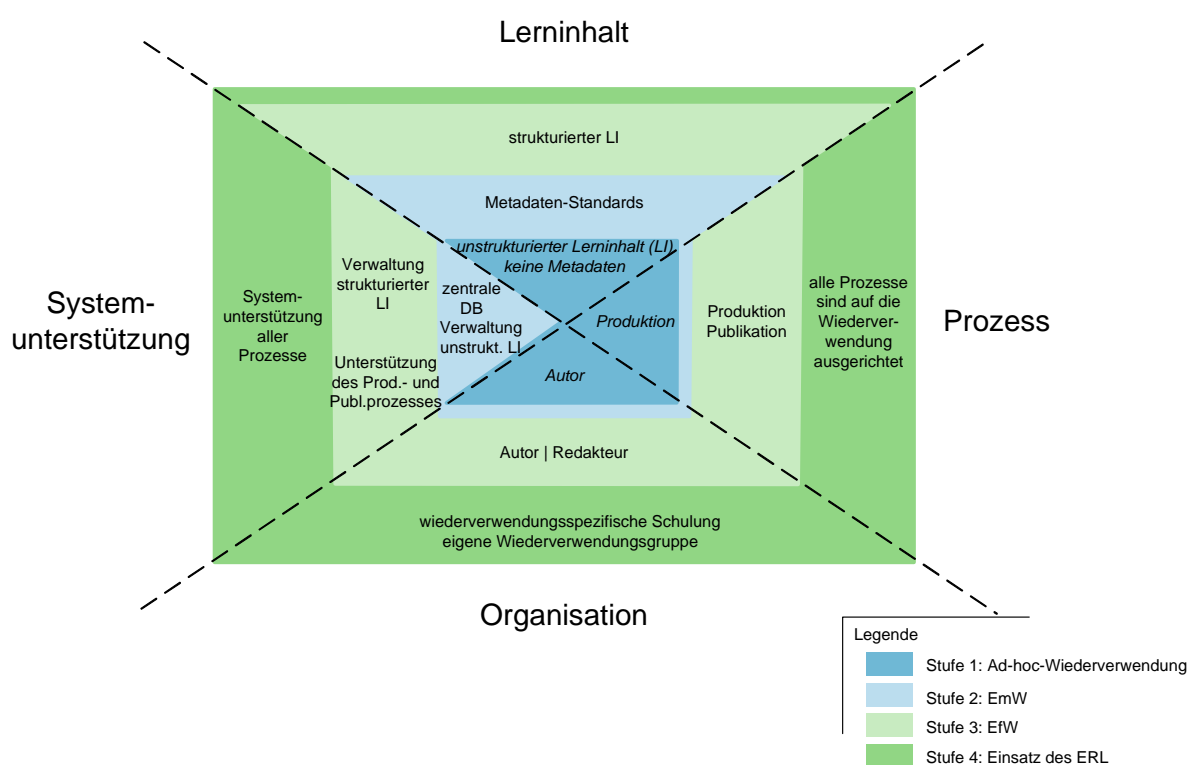 Lerninhalt
strukturierter LI
Metadaten-Standards
unstrukturierter Lerninhalt (LI)
keine Metadaten
System-
unterstützung
System-
unterstützung
aller
Prozesse
Verwaltung
strukturierter
LI
Unterstützung
des Prod.- und
Publ.prozesses
zentrale
DB
Verwaltung
unstrukt. LI
Produktion
Autor
Produktion
Publikation
alle Prozesse
sind auf die
Wiederver-
wendung
ausgerichtet
Prozess
Autor | Redakteur
wiederverwendungsspezifische Schulung
eigene Wiederverwendungsgruppe
Organisation
Legende
Stufe 1: Ad-hoc-Wiederverwendung
Stufe 2: EmW
Stufe 3: EfW
Stufe 4: Einsatz des ERL